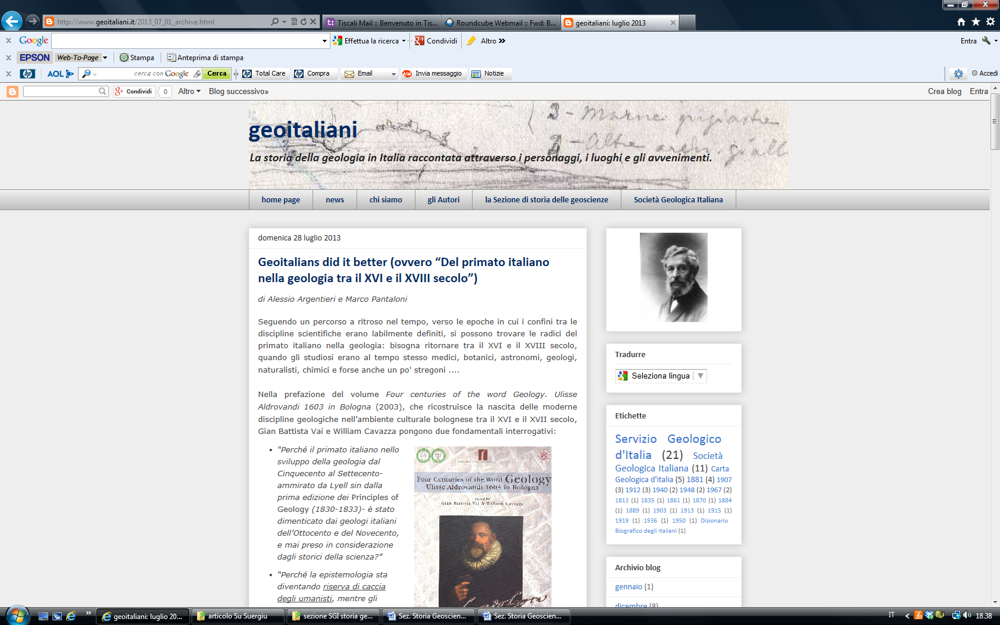 http://www.geoitaliani.it/2013_07_01_archive.html
Tiscali Mail :: Benvenuto in Tis...
Roundcube Webmail :: Fwd: B...
geoitaliani: luglio 2013
x Google
Effettua la ricerca
Condividi
Altro
Entra
x EPSON Web-To-Page
Stampa
Anteprima di stampa
x hp AOL
cerca con Google
Cerca
Total Care
Compra
Email
Invia messaggio
Notizie
Accedi
Condividi 0
Altro
Blog successivo»
Crea blog
Entra
3 - Marne grigiastre
geoitaliani
La storia della geologia in Italia raccontata attraverso i personaggi, i luoghi e gli avvenimenti.
home page
news
chi siamo
gli Autori
la Sezione di storia delle geoscienze
Società Geologica Italiana
domenica 28 luglio 2013
Geoitalians did it better (ovvero “Del primato italiano
nella geologia tra il XVI e il XVIII secolo”)
di Alessio Argentieri e Marco Pantaloni
Seguendo un percorso a ritroso nel tempo, verso le epoche in cui i confini tra le
discipline scientifiche erano labilmente definiti, si possono trovare le radici del
primato italiano nella geologia: bisogna ritornare tra il XVI e il XVIII secolo,
quando gli studiosi erano al tempo stesso medici, botanici, astronomi, geologi,
naturalisti, chimici e forse anche un po' stregoni ....
Nella prefazione del volume Four centuries of the word Geology. Ulisse
Aldrovandi 1603 in Bologna (2003), che ricostruisce la nascita delle moderne
discipline geologiche nell’ambiente culturale bolognese tra il XVI e il XVII secolo,
Gian Battista Vai e William Cavazza pongono due fondamentali interrogativi:
• “Perché il primato italiano nello
sviluppo della geologia dal
Cinquecento al Settecento-
ammirato da Lyell sin dalla
prima edizione dei Principles of
Geology (1830-1833)- è stato
dimenticato dai geologi italiani
dell’Ottocento e del Novecento,
e mai preso in considerazione
dagli storici della scienza?”
• “Perché la epistemologia sta
diventando riserva di caccia
degli umanisti, mentre gli
Four Centuries of the Word Geology
Ulisse Aldrovandi 1603 in Bologna
Edited by
Gian Battista Vai & William Cavazza
Tradurre
Seleziona lingua
Etichette
Servizio Geologico
d'Italia (21) Società
Geologica Italiana (11) Carta
Geologica d'italia (5) 1881 (4) 1907
(3) 1912 (3) 1940 (2) 1948 (2) 1967 (2)
1813 (1) 1835 (1) 1861 (1) 1870 (1) 1884
(1) 1889 (1) 1903 (1) 1913 (1) 1915 (1)
1919 (1) 1936 (1) 1950 (1) Dizionario
Biografico degli Italiani (1)
Archivio blog
gennaio (1)
dicembre (8)
geoitaliani: luglio 20...
articolo Su Suergiu
sezione SGI storia ge...
Sez. Storia Geoscien...
Sez. Storia Geoscien...
IT
18.38